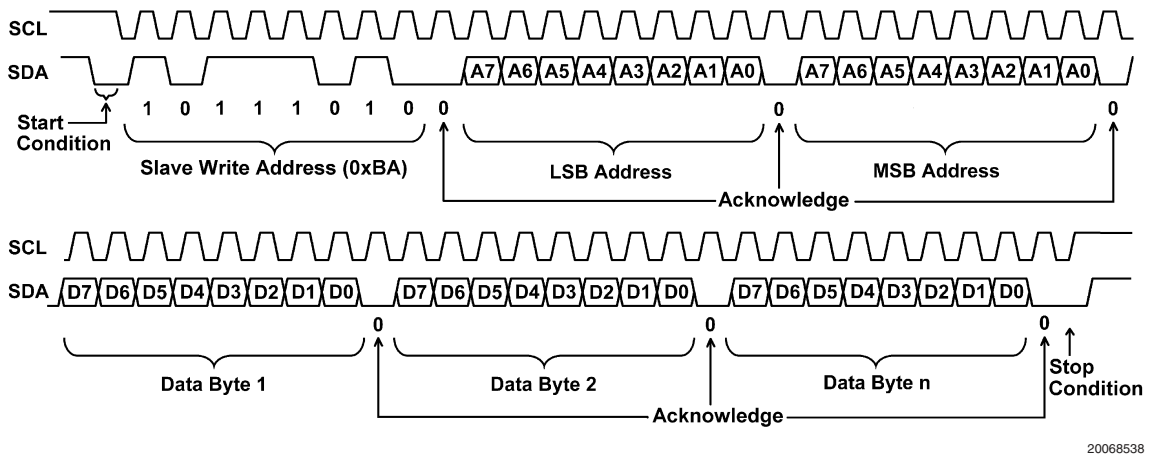 SCL
SDA
A7 A6 A5 A4 A3 A2 A1 A0 A7 A6 A5 A4 A3 A2 A1 A0
1 0 1 1 1 0 1 0 0 0 0
Start
Condition
Slave Write Address (0xBA)
LSB Address
MSB Address
Acknowledge
SCL
SDA
D7 D6 D5 D4 D3 D2 D1 D0 D7 D6 D5 D4 D3 D2 D1 D0 D7 D6 D5 D4 D3 D2 D1 D0
0 0 0
Data Byte 1
Data Byte 2
Data Byte n
Stop
Condition
Acknowledge
20068538